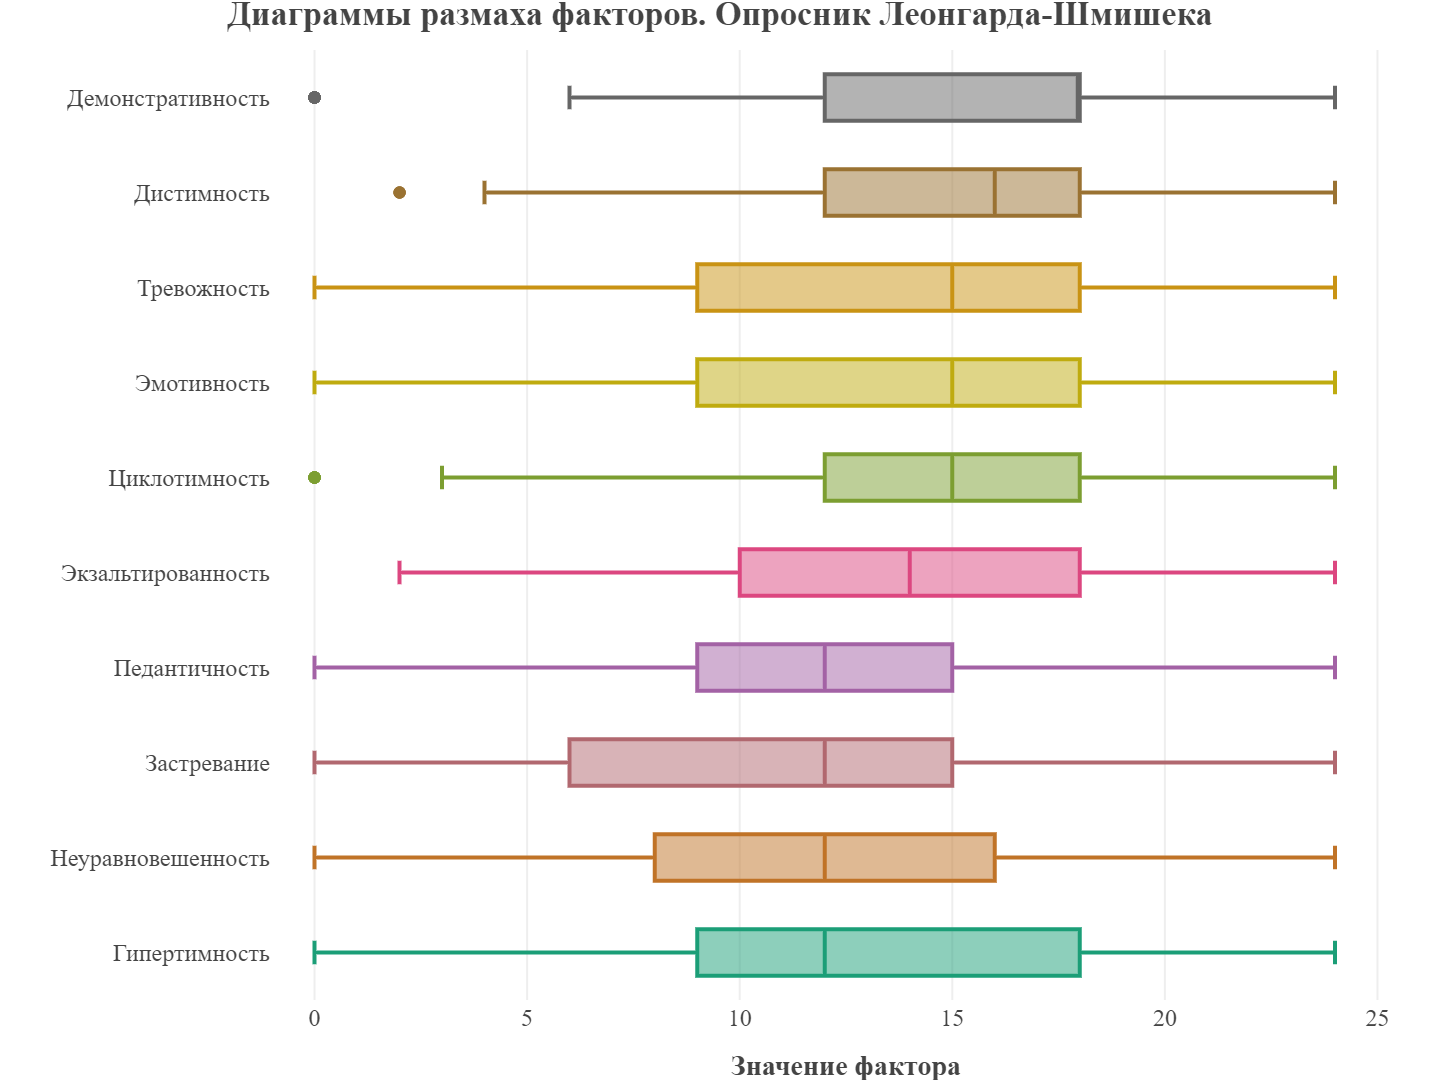 Диаграммы размаха факторов. Опросник Леонгарда-Шмишека
Демонстративность
Дистимность
Тревожность
Эмотивность
Циклотимность
Экзальтированность
Педантичность
Застревание
Неуравновешенность
Гипертимность
0 5 10 15 20 25
Значение фактора